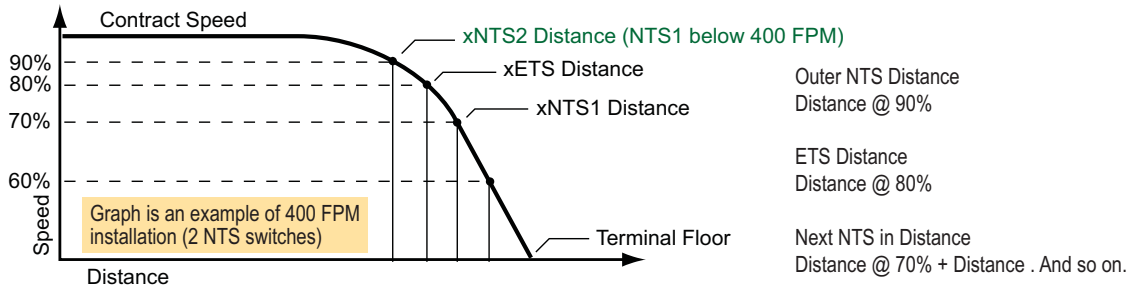 Contract Speed
xNTS2 Distance (NTS1 below 400 FPM)
90%
xETS Distance
80%
xNTS1 Distance
70%
60%
Speed
Graph is an example of 400 FPM
installation (2 NTS switches)
Terminal Floor
Distance
Outer NTS Distance
Distance @ 90%
ETS Distance
Distance @ 80%
Next NTS in Distance
Distance @ 70% + Distance . And so on.